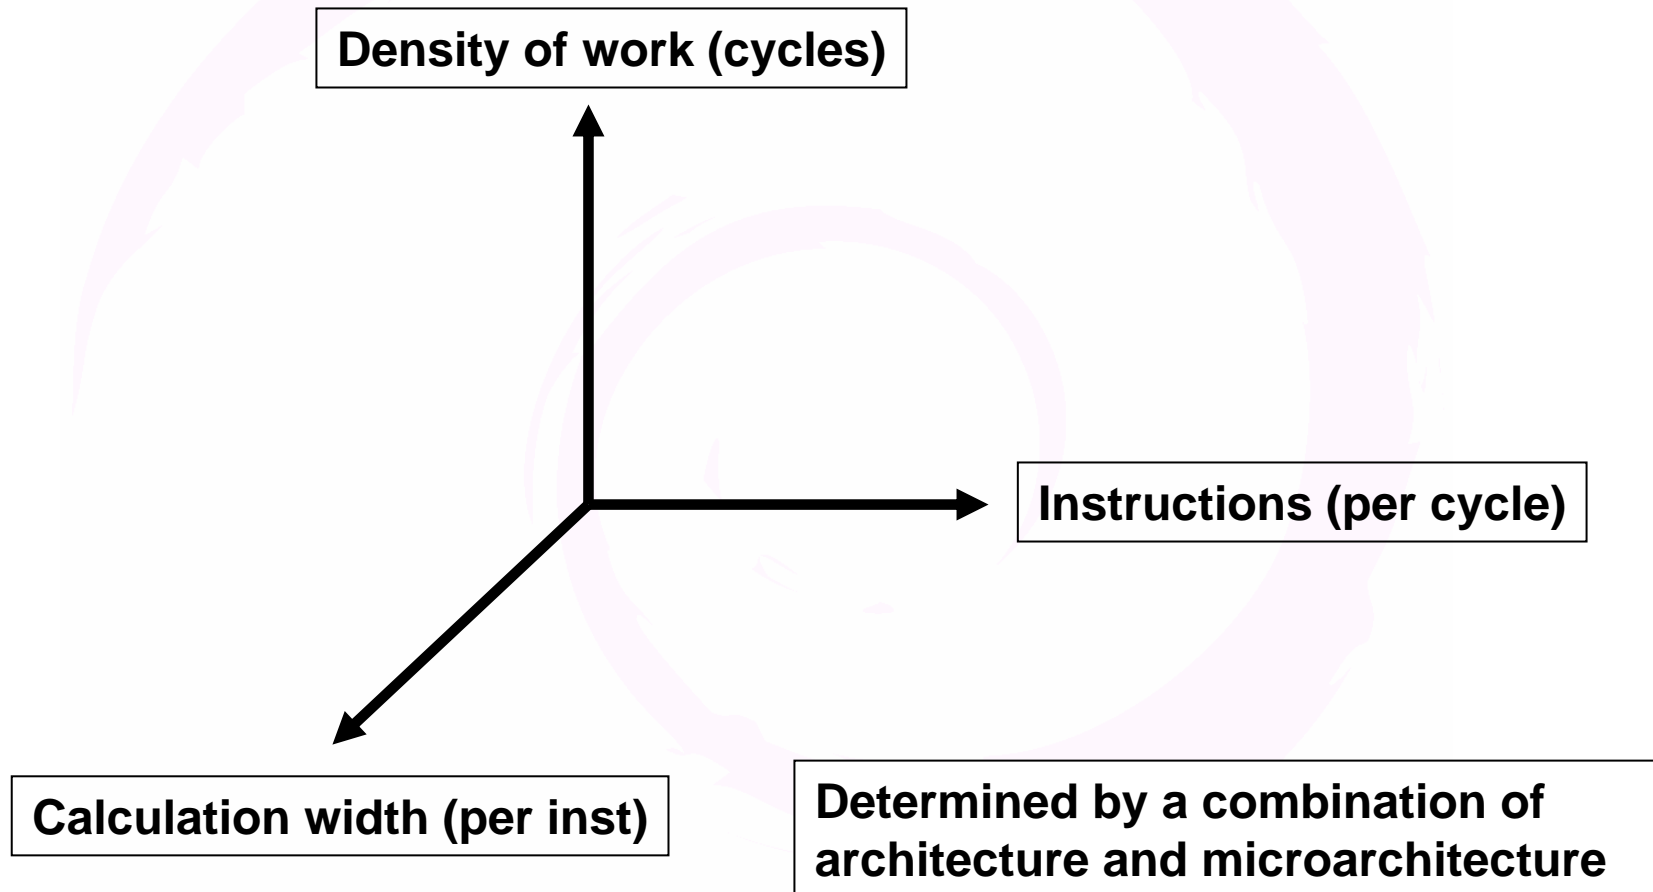 Density of work (cycles)
Instructions (per cycle)
Calculation width (per inst)
Determined by a combination of
architecture and microarchitecture